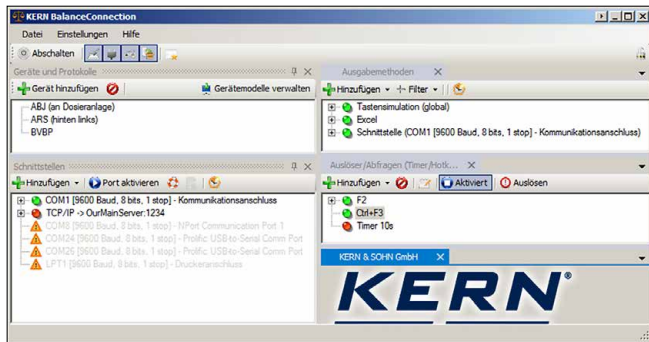 KERN BalanceConnection
Datei Einstellungen Hilfe
Abschalten
Geräte und Protokolle
Gerät hinzufügen Gerätemodelle verwalten
ABJ (an Dosieranlage)
ARS (hinten links)
BVBP
Ausgabemethoden
Hinzufügen Filter
Tastensimulation (global)
Excel
Schnittstelle (COM1 [9600 Baud, 8 bits, 1 stop] - Kommunikationsanschluss)
Schnittstellen
Hinzufügen Port aktivieren
COM1 [9600 Baud, 8 bits, 1 stop] - Kommunikationsanschluss
TCP/IP -> OurMainServer:1234
COM8 [9600 Baud, 8 bits, 1 stop] - NPort Communication Port 1
COM24 [9600 Baud, 8 bits, 1 stop] - Prolific USB-to-Serial Comm Port
COM26 [9600 Baud, 8 bits, 1 stop] - Prolific USB-to-Serial Comm Port
LPT1 [9600 Baud, 8 bits, 1 stop] - Druckeranschluss
Auslöser/Abfragen (Timer/Hotk...
Hinzufügen Aktiviert Auslösen
F2
Ctrl+F3
Timer 10s
KERN & SOHN GmbH
KERN®